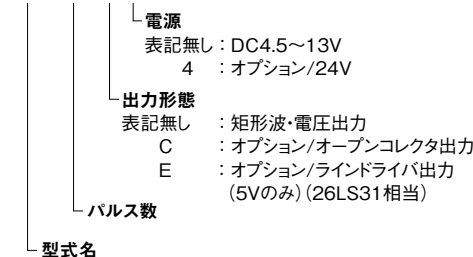 電源
表記無し：DC4.5～13V
4：オプション/24V
出力形態
表記無し：矩形波・電圧出力
C：オプション/オープンコレクタ出力
E：オプション/ラインドライバ出力
(5Vのみ)(26LS31相当)
パルス数
型式名